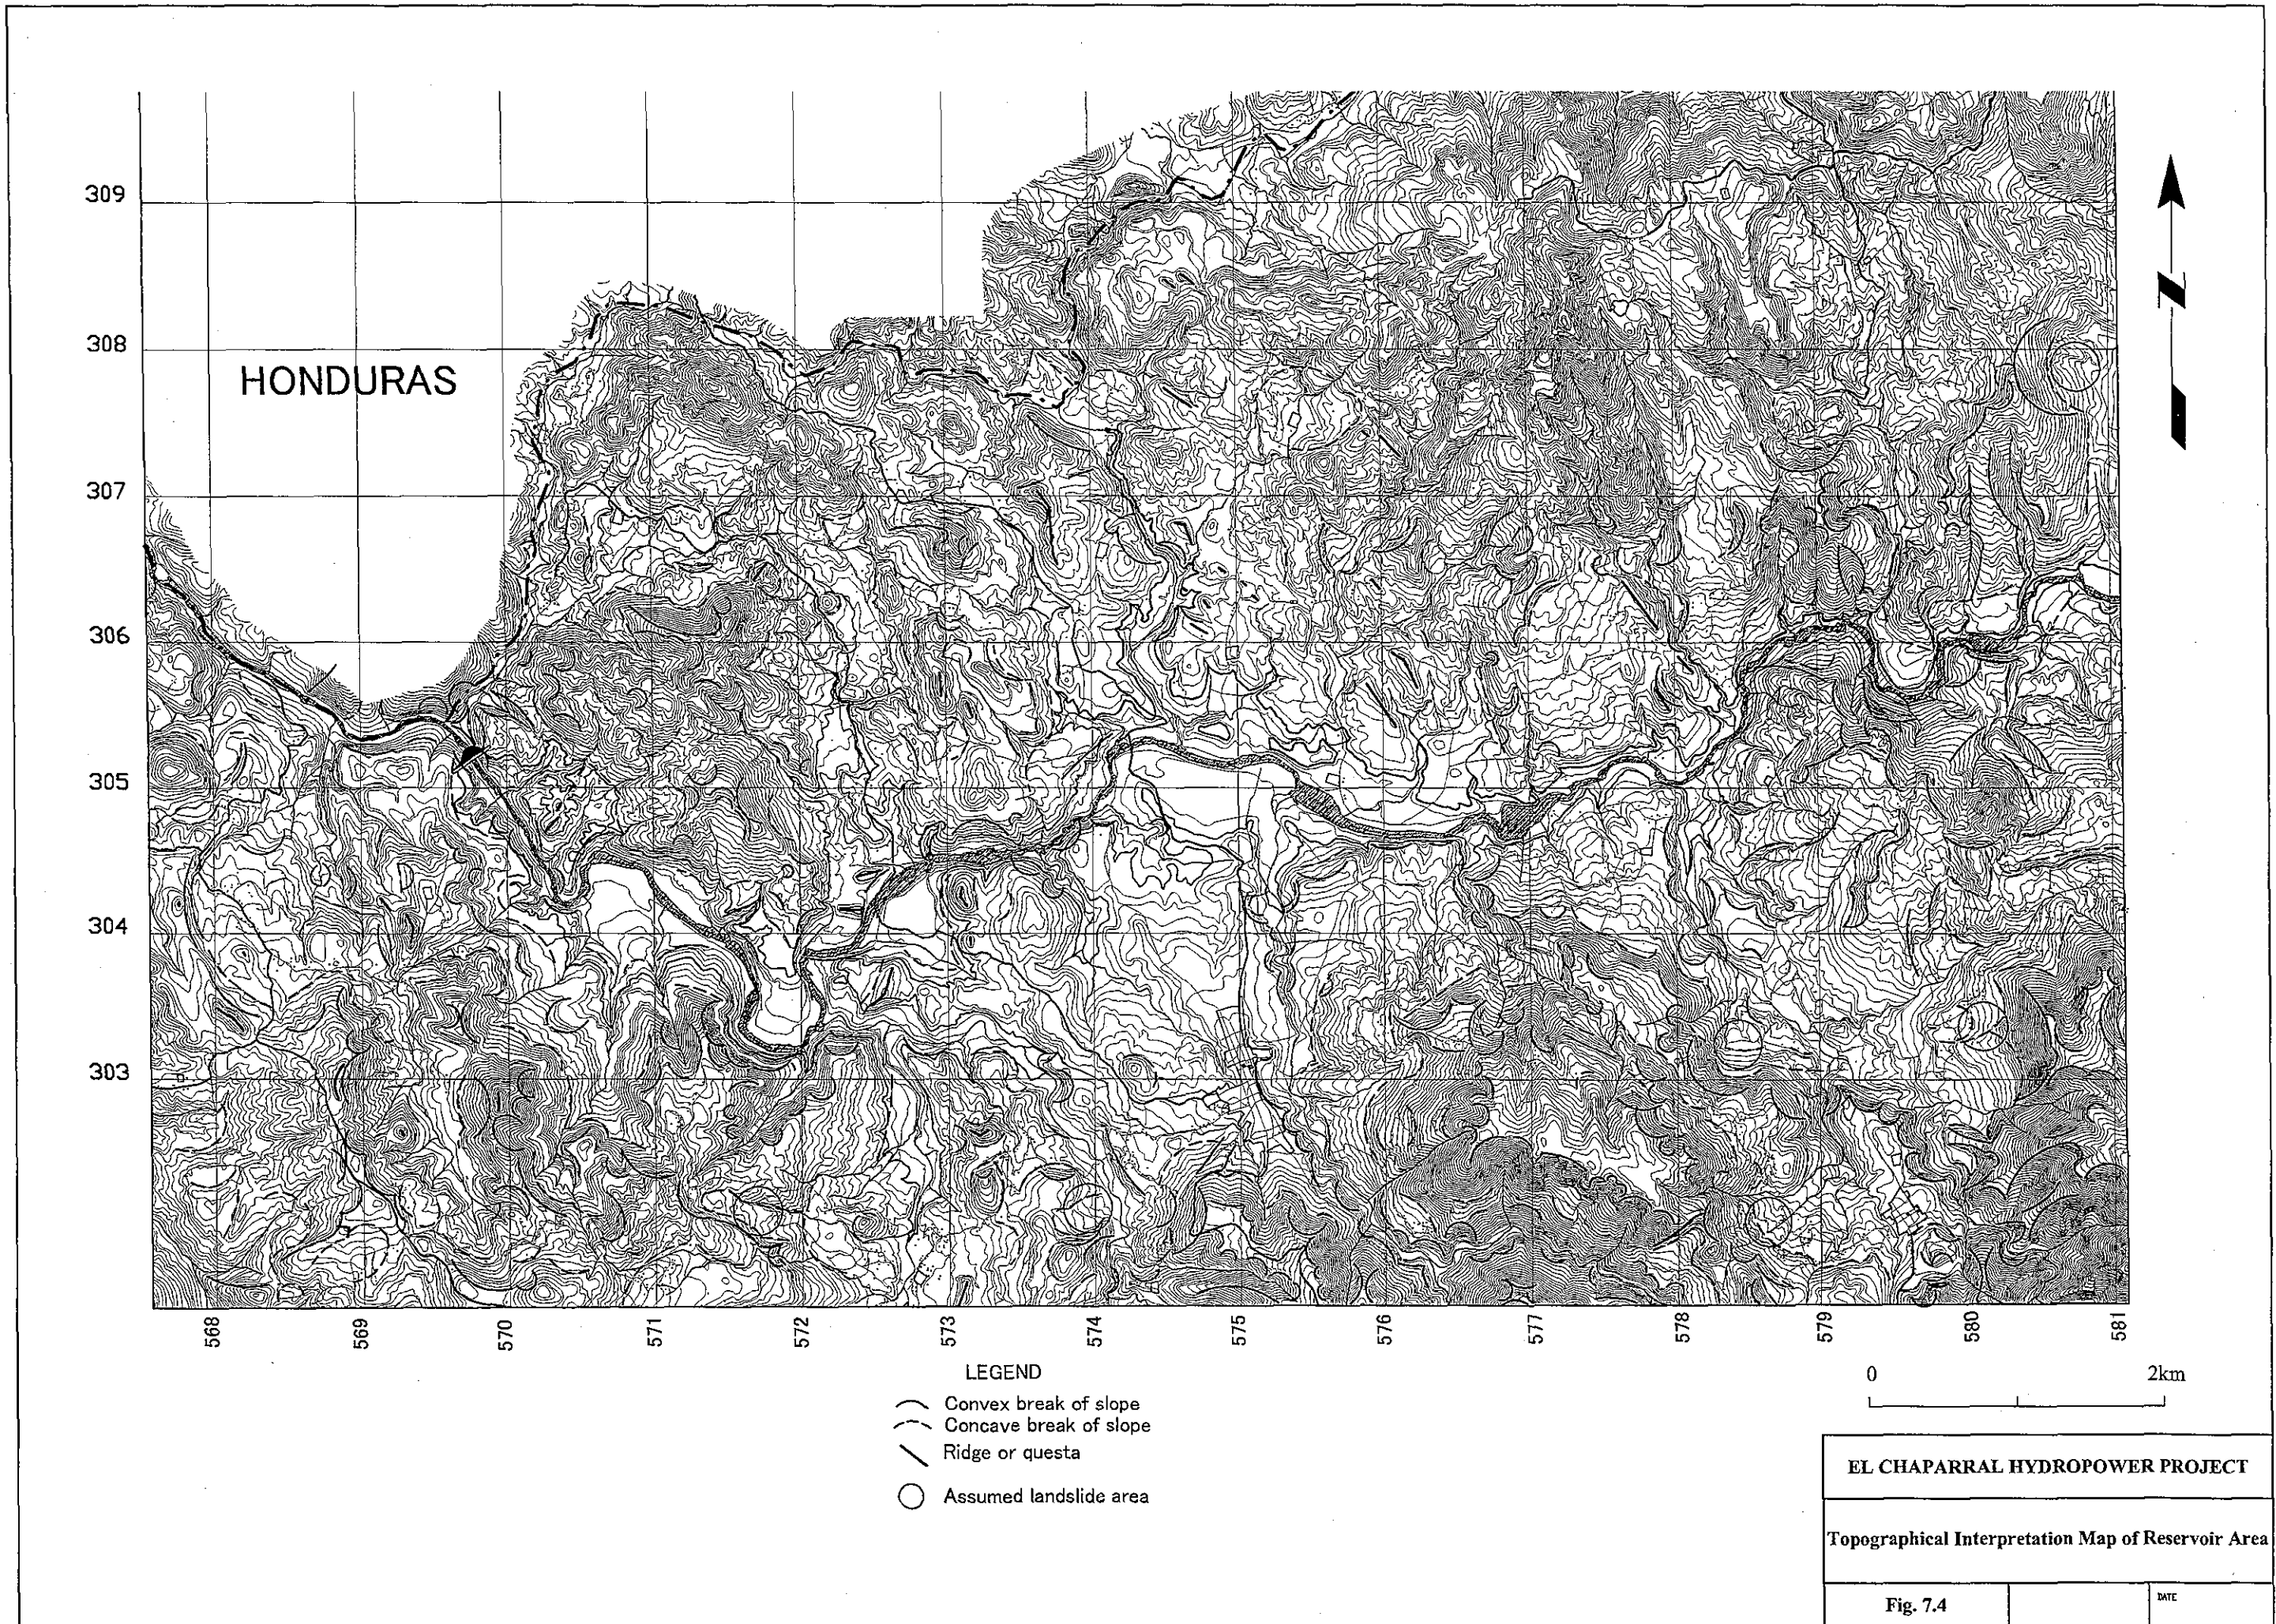 309
308
HONDURAS
307
306
305
304
303
568
569
570
571
572
573
574
575
576
577
578
579
580
581
LEGEND
Convex break of slope
Concave break of slope
Ridge or questa
Assumed landslide area
0 2km
EL CHAPARRAL HYDROPOWER PROJECT
Topographical Interpretation Map of Reservoir Area
Fig. 7.4
DATE